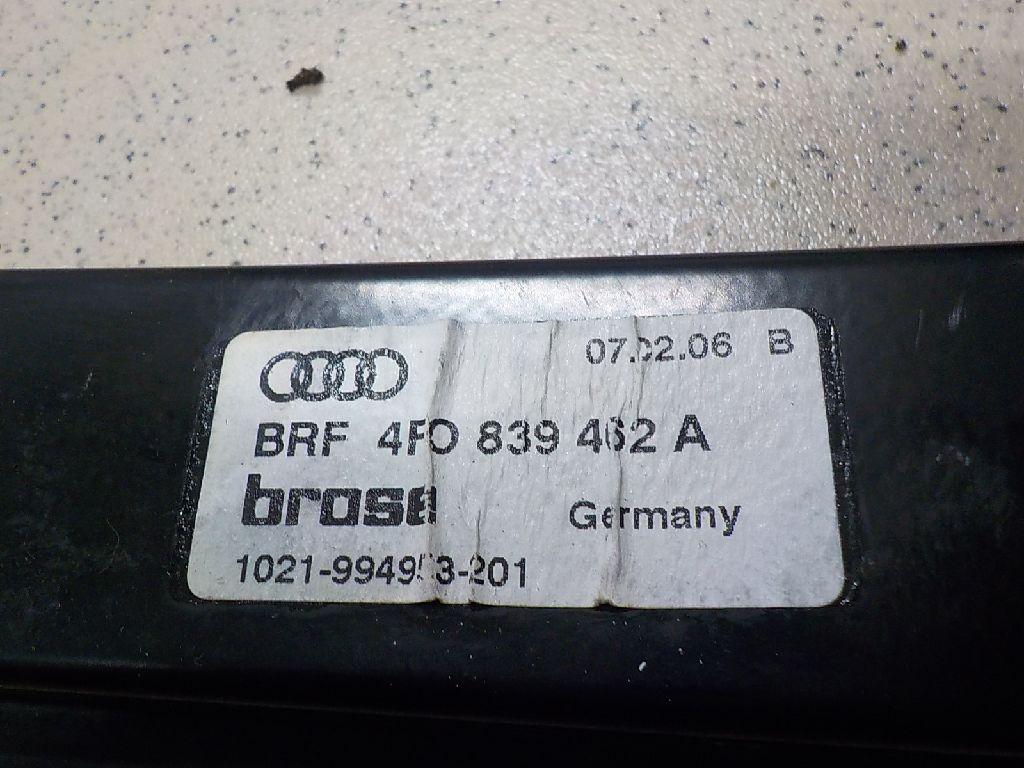 07.02.06 B
BRF 4F0 839 462 A
brose Germany
1021-994953-201